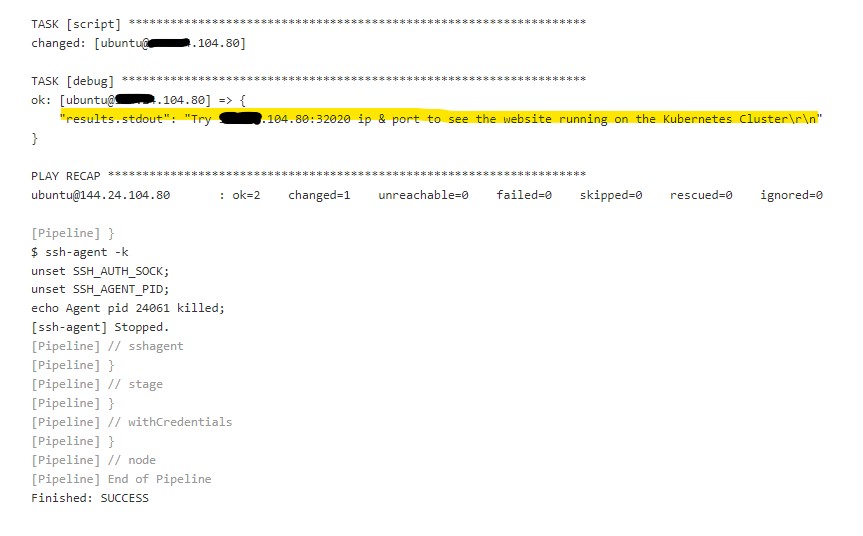 TASK [script] *******************************************************************
changed: [ubuntu@ .104.80]
TASK [debug] ********************************************************************
ok: [ubuntu@ .104.80] => {
"results.stdout": "Try .104.80:32020 ip & port to see the website running on the Kubernetes Cluster\r\n"
}
PLAY RECAP **********************************************************************
ubuntu@144.24.104.80 : ok=2 changed=1 unreachable=0 failed=0 skipped=0 rescued=0 ignored=0
[Pipeline] }
$ ssh-agent -k
unset SSH_AUTH_SOCK;
unset SSH_AGENT_PID;
echo Agent pid 24061 killed;
[ssh-agent] Stopped.
[Pipeline] // sshagent
[Pipeline] }
[Pipeline] // stage
[Pipeline] }
[Pipeline] // withCredentials
[Pipeline] }
[Pipeline] // node
[Pipeline] End of Pipeline
Finished: SUCCESS